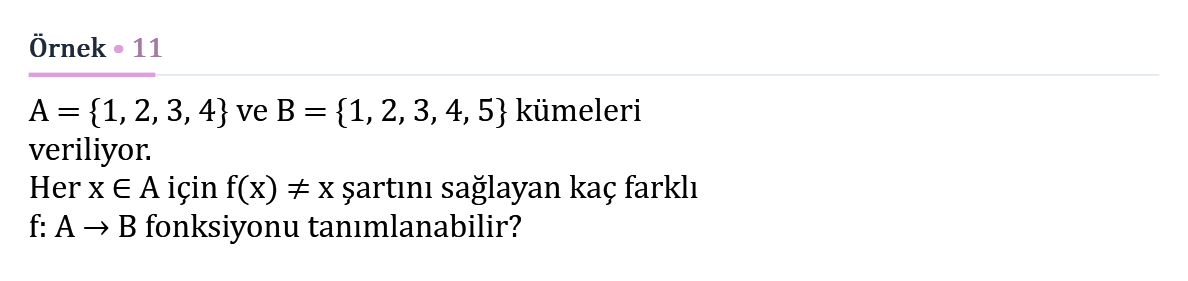 Örnek • 11
A = {1, 2, 3, 4} ve B = {1, 2, 3, 4, 5} kümeleri
veriliyor.
Her x ∈ A için f(x) ≠ x şartını sağlayan kaç farklı
f: A → B fonksiyonu tanımlanabilir?